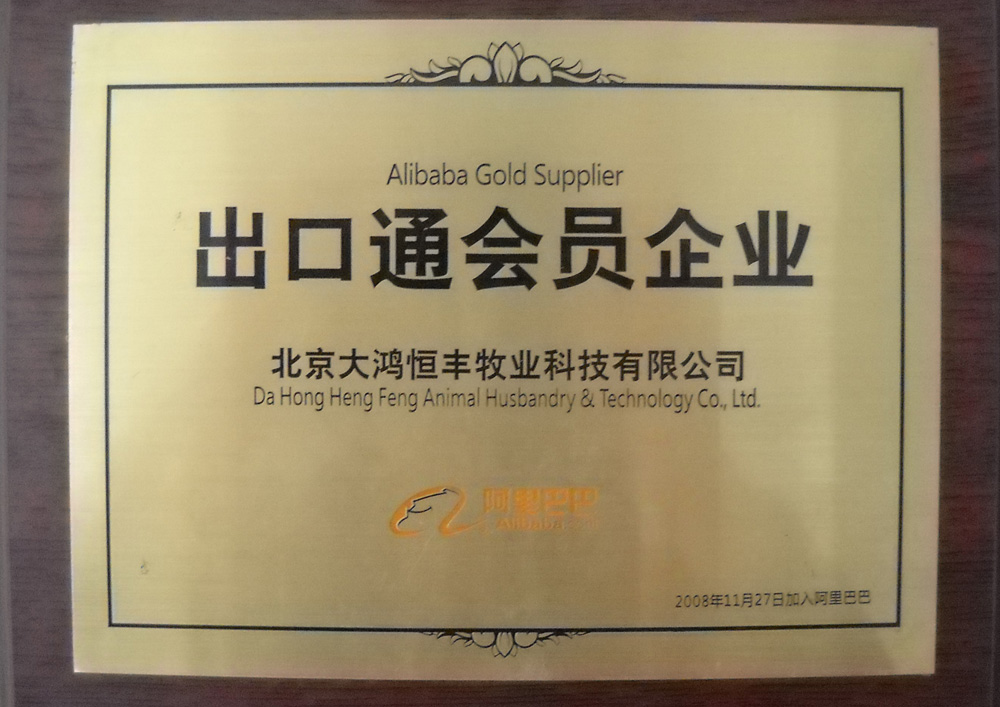 Alibaba Gold Supplier
出口通会员企业
北京大鸿恒丰牧业科技有限公司
Da Hong Heng Feng Animal Husbandry & Technology Co., Ltd.
阿里巴巴
Alibaba
2008年11月27日加入阿里巴巴